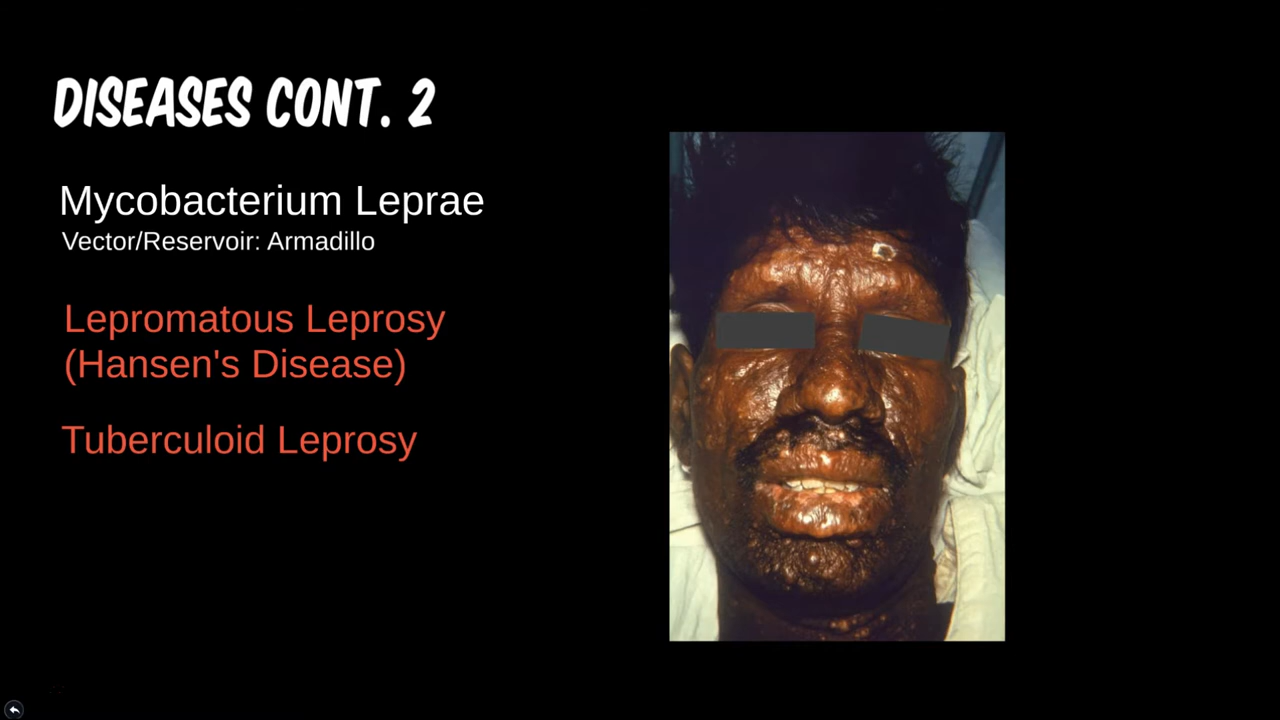 DISEASES CONT. 2
Mycobacterium Leprae
Vector/Reservoir: Armadillo
Lepromatous Leprosy
(Hansen's Disease)
Tuberculoid Leprosy